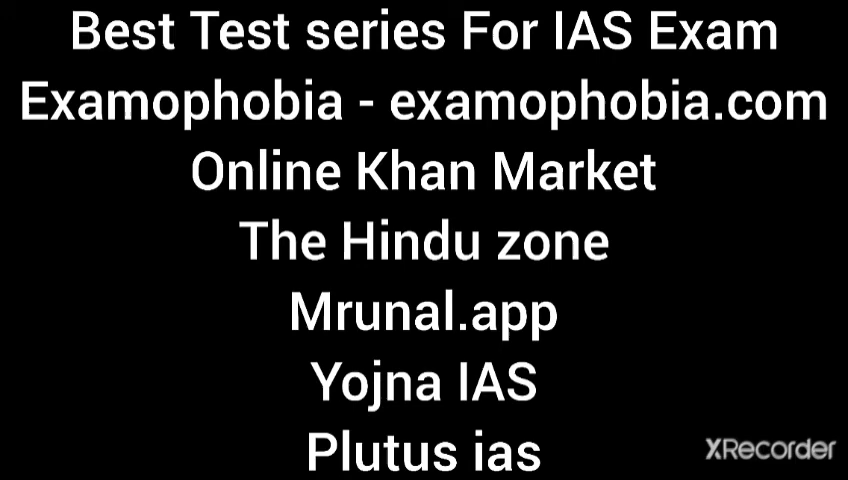 Best Test series For IAS Exam
Examophobia - examophobia.com
Online Khan Market
The Hindu zone
Mrunal.app
Yojna IAS
Plutus ias
XRecorder